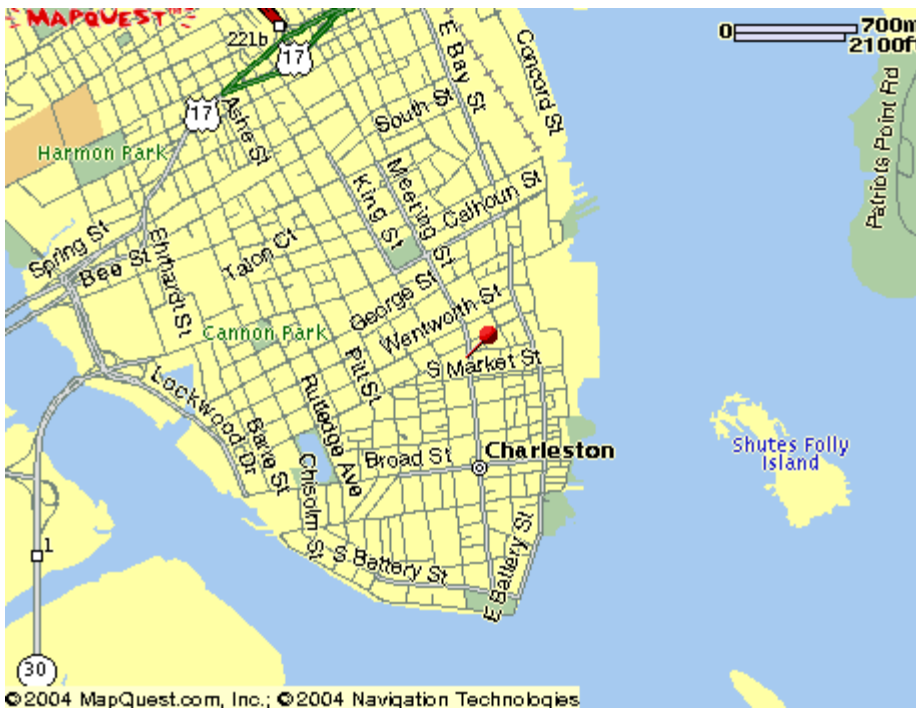 MAPQUEST
221b
17
17
0 700m
2100ft
E Bay St
Concord St
Patriots Point Rd
Ashe St
South St
Harmon Park
King St
Meeting St
Calhoun St
Spring St
Bee St
Ehrhardt St
Talon Ct
George St
Wentworth St
Cannon Park
S Market St
Pitt St
Lockwood Dr
Barre St
Rutledge Ave
Broad St
Charleston
Shutes Folly
Island
Chisolm St
S Battery St
E Battery St
1
30
©2004 MapQuest.com, Inc.; ©2004 Navigation Technologies